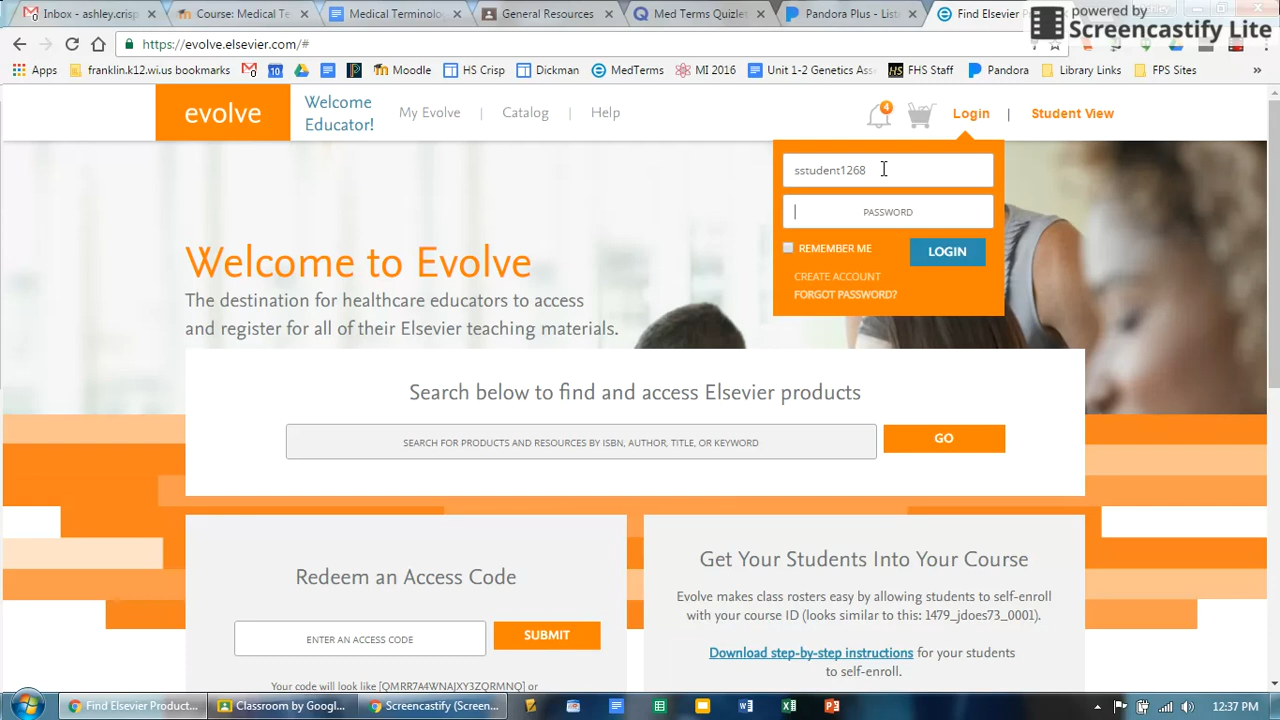 Inbox - ashley.crisp
Course: Medical Te
Medical Terminolog
General Resources
Med Terms Quizle
Pandora Plus - Liste
Find Elsevier P
powered by
Screencastify Lite
https://evolve.elsevier.com/#
Apps
franklin.k12.wi.us bookmarks
Moodle
HS Crisp
Dickman
MedTerms
MI 2016
Unit 1-2 Genetics Ass
FHS Staff
Pandora
Library Links
FPS Sites
evolve
Welcome
Educator!
My Evolve | Catalog | Help
4
Login | Student View
sstudent1268
PASSWORD
REMEMBER ME
LOGIN
CREATE ACCOUNT
FORGOT PASSWORD?
Welcome to Evolve
The destination for healthcare educators to access
and register for all of their Elsevier teaching materials.
Search below to find and access Elsevier products
SEARCH FOR PRODUCTS AND RESOURCES BY ISBN, AUTHOR, TITLE, OR KEYWORD
GO
Redeem an Access Code
ENTER AN ACCESS CODE
SUBMIT
Your code will look like [QMRR7A4WNAJXY3ZQRMNQ] or
Get Your Students Into Your Course
Evolve makes class rosters easy by allowing students to self-enroll
with your course ID (looks similar to this: 1479_jdoes73_0001).
Download step-by-step instructions for your students
to self-enroll.
Find Elsevier Product...
Classroom by Googl...
Screencastify (Screen...
12:37 PM